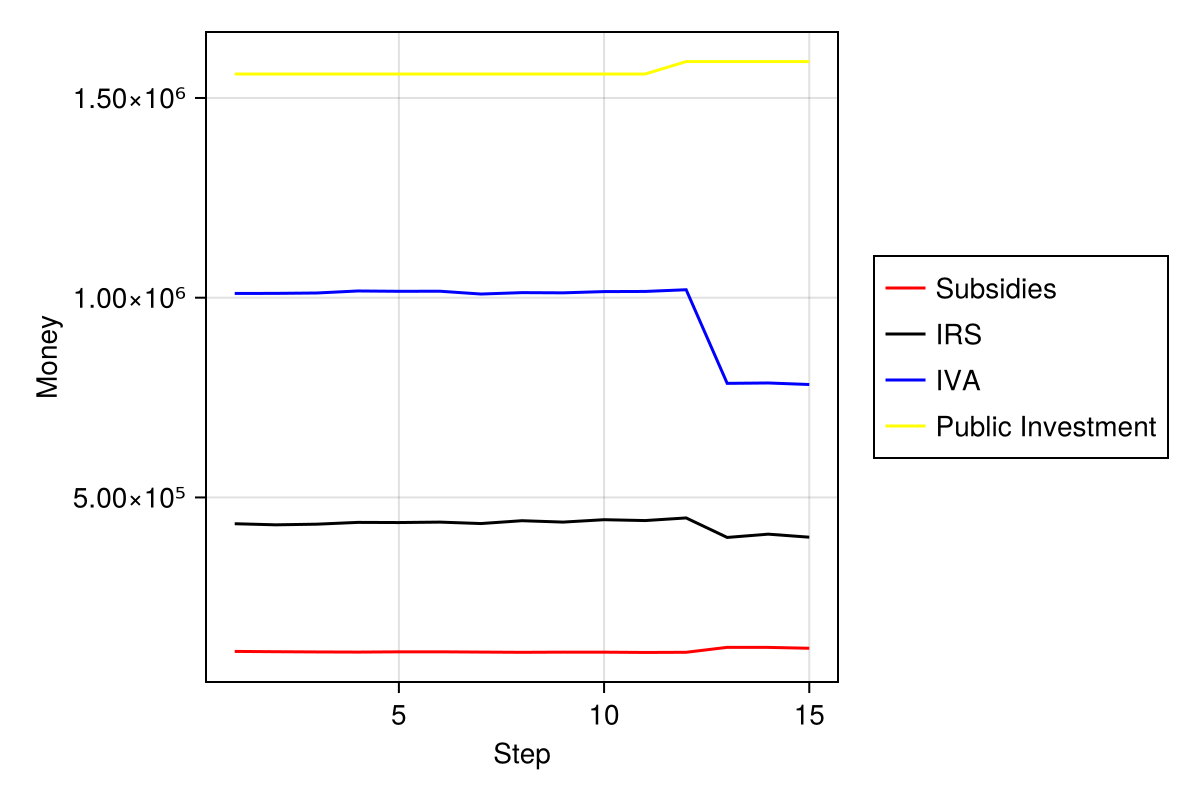 1.50×10⁶
1.00×10⁶
5.00×10⁵
Money
5 10 15
Step
Subsidies
IRS
IVA
Public Investment